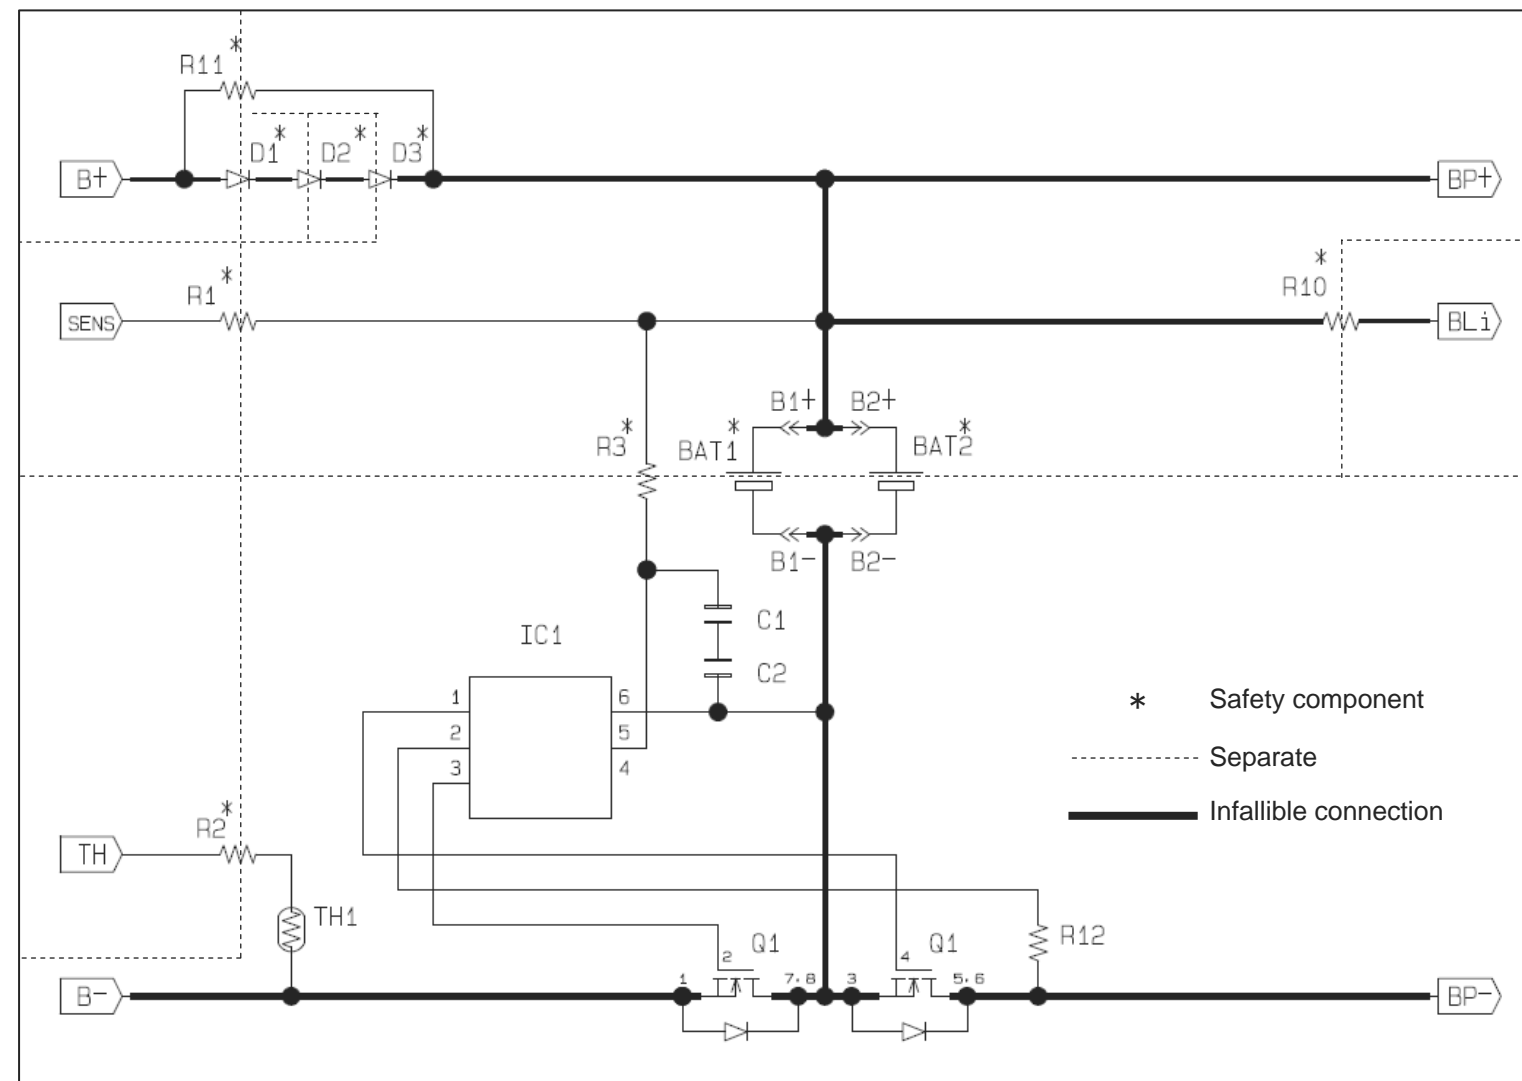 R11 *
D1 * D2 * D3 *
B+ BP+
R1 * R10 *
SENS BLi
B1+ B2+
R3 * BAT1 * BAT2 *
B1- B2-
C1
IC1
C2
1 6
2 5
3 4
* Safety component
Separate
Infallible connection
R2 *
TH
TH1
R12
Q1 Q1
2 4
1 7,8 3 5,6
B- BP-